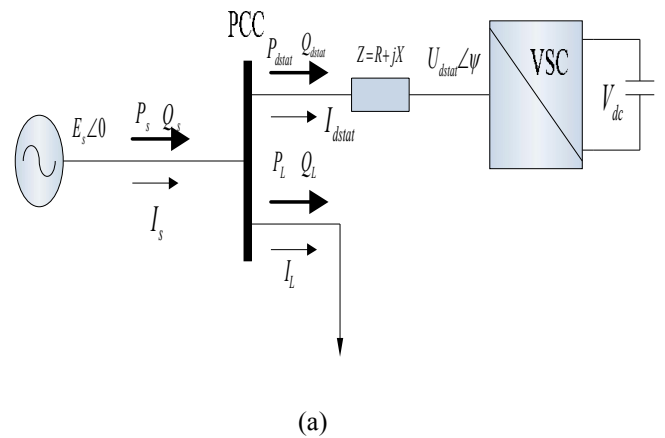 PCC
P_dstat Q_dstat
Z=R+jX
U_dstat∠ψ
VSC
V_dc
E_s∠0
P_s Q_s
I_dstat
P_L Q_L
I_s
I_L
(a)